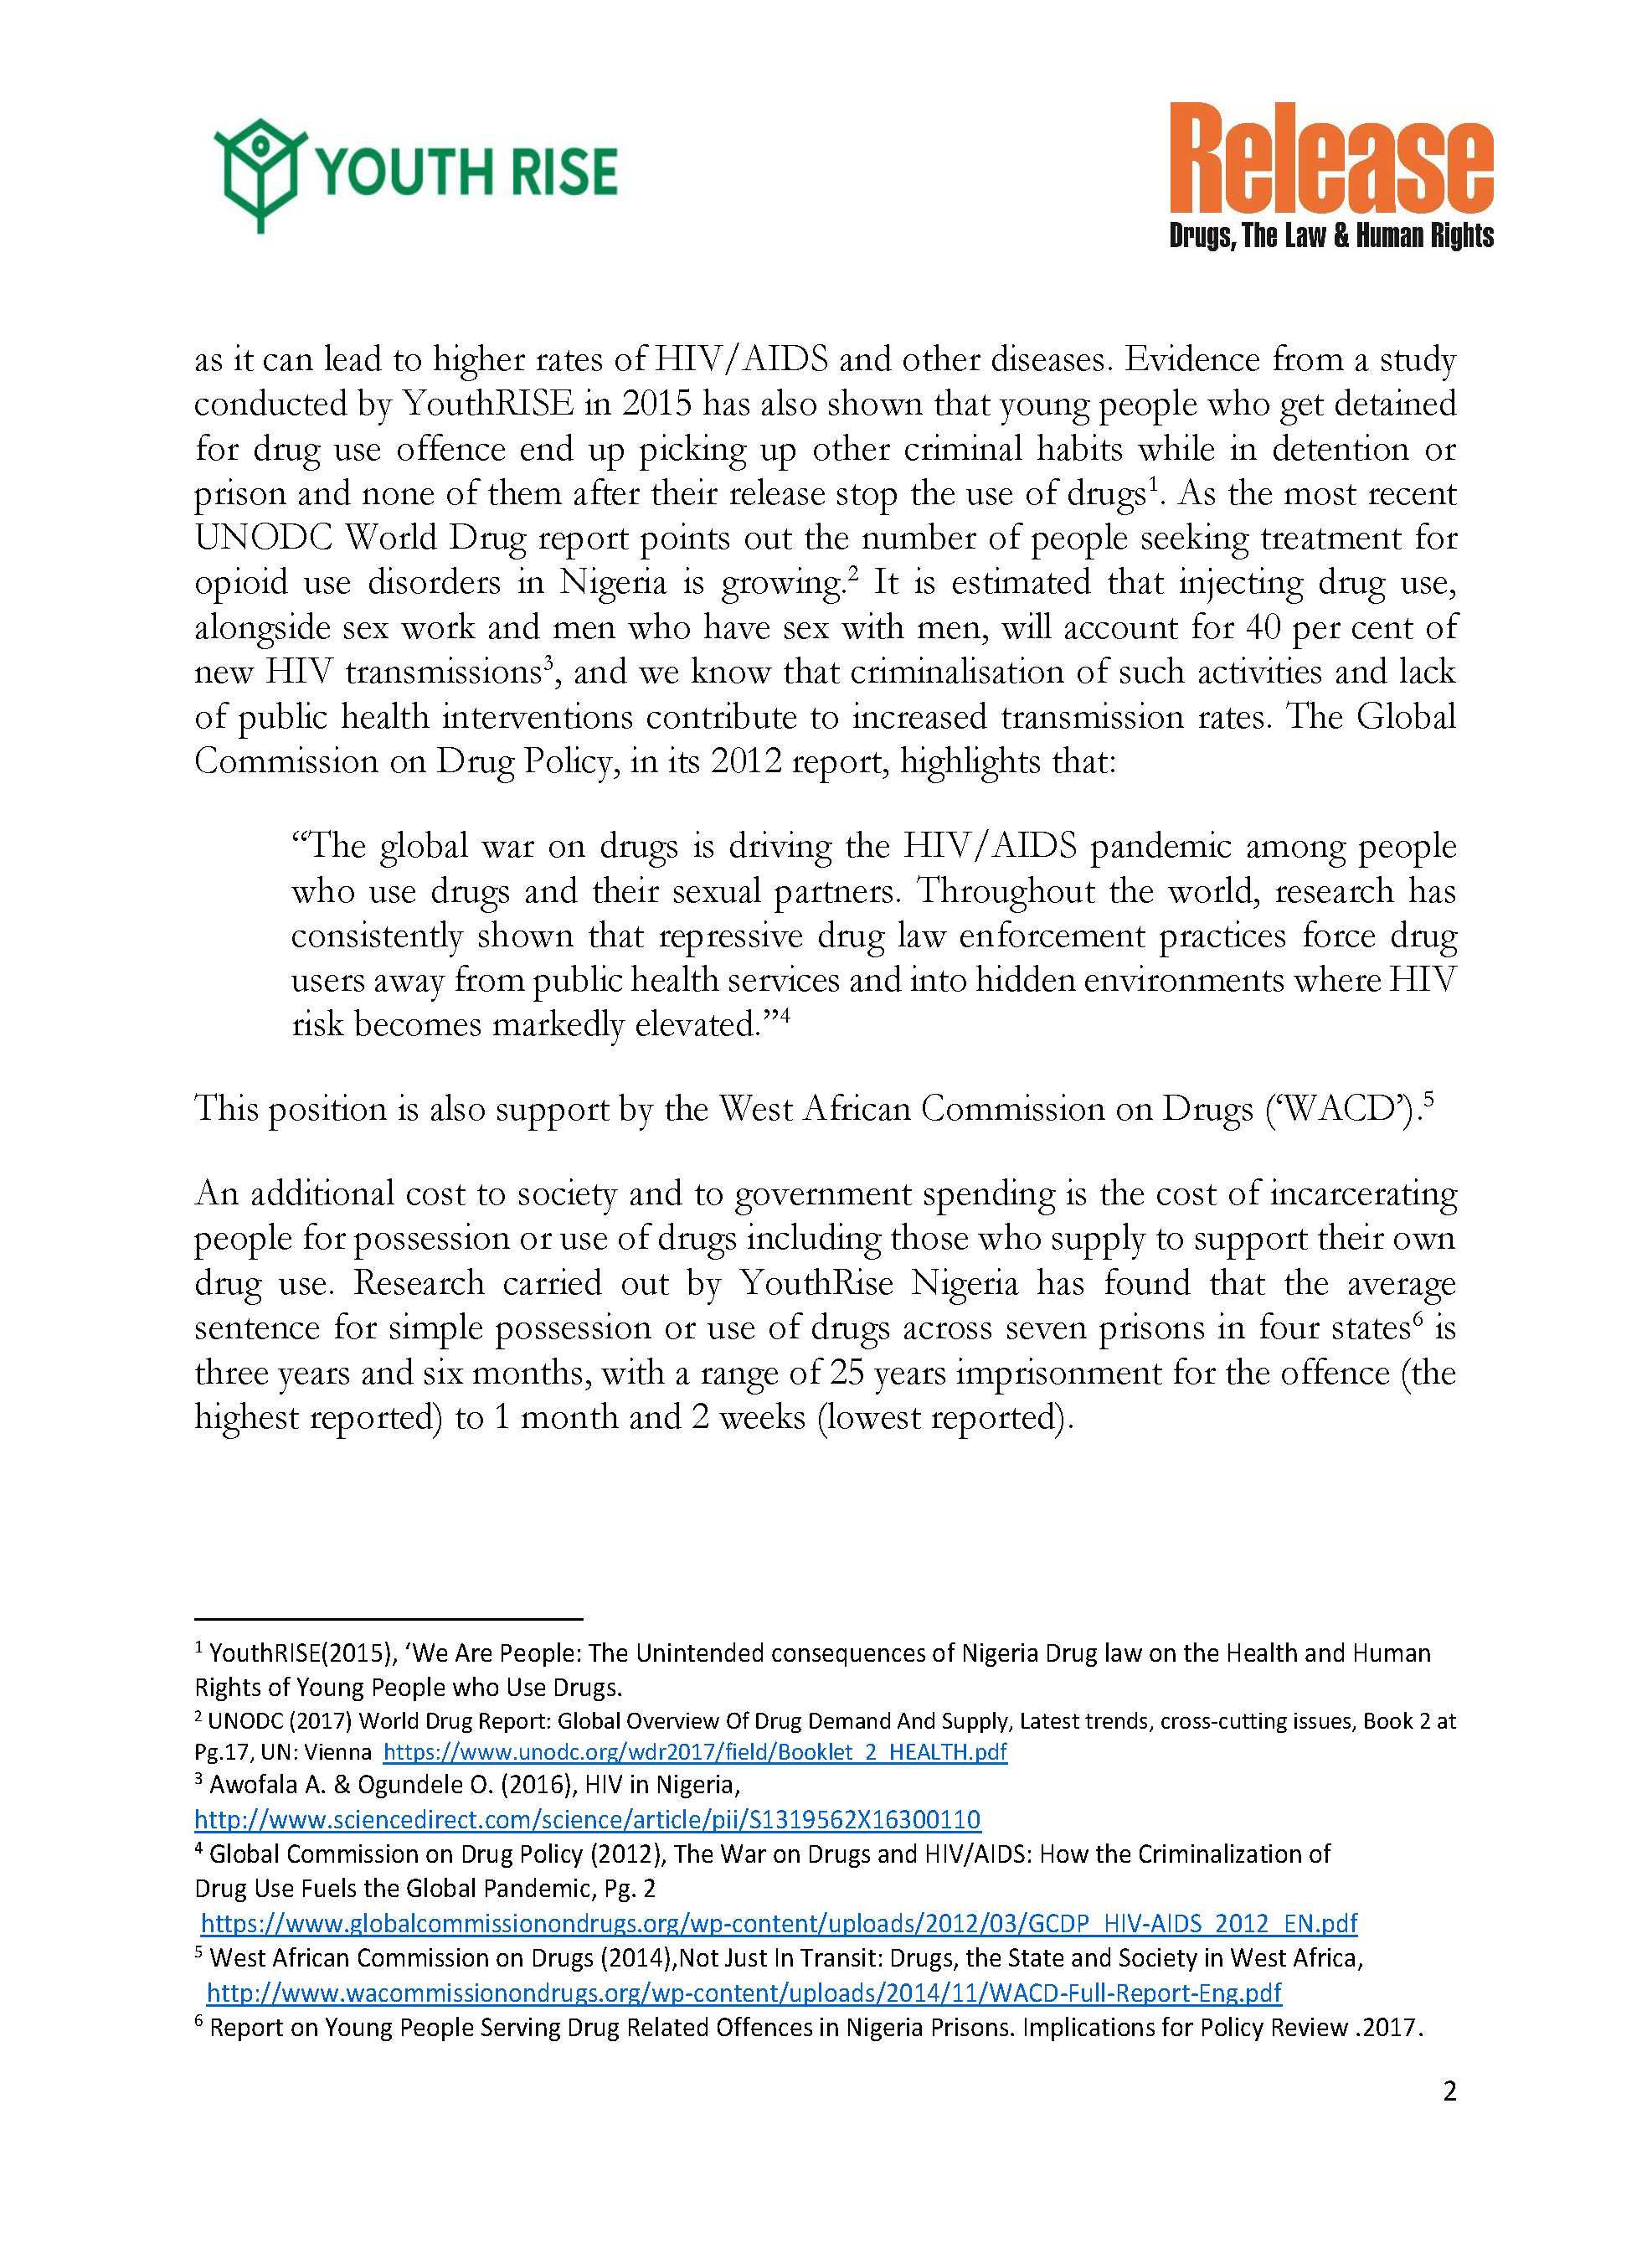 YOUTH RISE
Release
Drugs, The Law & Human Rights
as it can lead to higher rates of HIV/AIDS and other diseases. Evidence from a study
conducted by YouthRISE in 2015 has also shown that young people who get detained
for drug use offence end up picking up other criminal habits while in detention or
prison and none of them after their release stop the use of drugs¹. As the most recent
UNODC World Drug report points out the number of people seeking treatment for
opioid use disorders in Nigeria is growing.² It is estimated that injecting drug use,
alongside sex work and men who have sex with men, will account for 40 per cent of
new HIV transmissions³, and we know that criminalisation of such activities and lack
of public health interventions contribute to increased transmission rates. The Global
Commission on Drug Policy, in its 2012 report, highlights that:
“The global war on drugs is driving the HIV/AIDS pandemic among people
who use drugs and their sexual partners. Throughout the world, research has
consistently shown that repressive drug law enforcement practices force drug
users away from public health services and into hidden environments where HIV
risk becomes markedly elevated.”⁴
This position is also support by the West African Commission on Drugs (‘WACD’).⁵
An additional cost to society and to government spending is the cost of incarcerating
people for possession or use of drugs including those who supply to support their own
drug use. Research carried out by YouthRise Nigeria has found that the average
sentence for simple possession or use of drugs across seven prisons in four states⁶ is
three years and six months, with a range of 25 years imprisonment for the offence (the
highest reported) to 1 month and 2 weeks (lowest reported).
¹ YouthRISE(2015), ‘We Are People: The Unintended consequences of Nigeria Drug law on the Health and Human
Rights of Young People who Use Drugs.
² UNODC (2017) World Drug Report: Global Overview Of Drug Demand And Supply, Latest trends, cross-cutting issues, Book 2 at
Pg.17, UN: Vienna https://www.unodc.org/wdr2017/field/Booklet_2_HEALTH.pdf
³ Awofala A. & Ogundele O. (2016), HIV in Nigeria,
http://www.sciencedirect.com/science/article/pii/S1319562X16300110
⁴ Global Commission on Drug Policy (2012), The War on Drugs and HIV/AIDS: How the Criminalization of
Drug Use Fuels the Global Pandemic, Pg. 2
https://www.globalcommissionondrugs.org/wp-content/uploads/2012/03/GCDP_HIV-AIDS_2012_EN.pdf
⁵ West African Commission on Drugs (2014),Not Just In Transit: Drugs, the State and Society in West Africa,
http://www.wacommissionondrugs.org/wp-content/uploads/2014/11/WACD-Full-Report-Eng.pdf
⁶ Report on Young People Serving Drug Related Offences in Nigeria Prisons. Implications for Policy Review .2017.
2